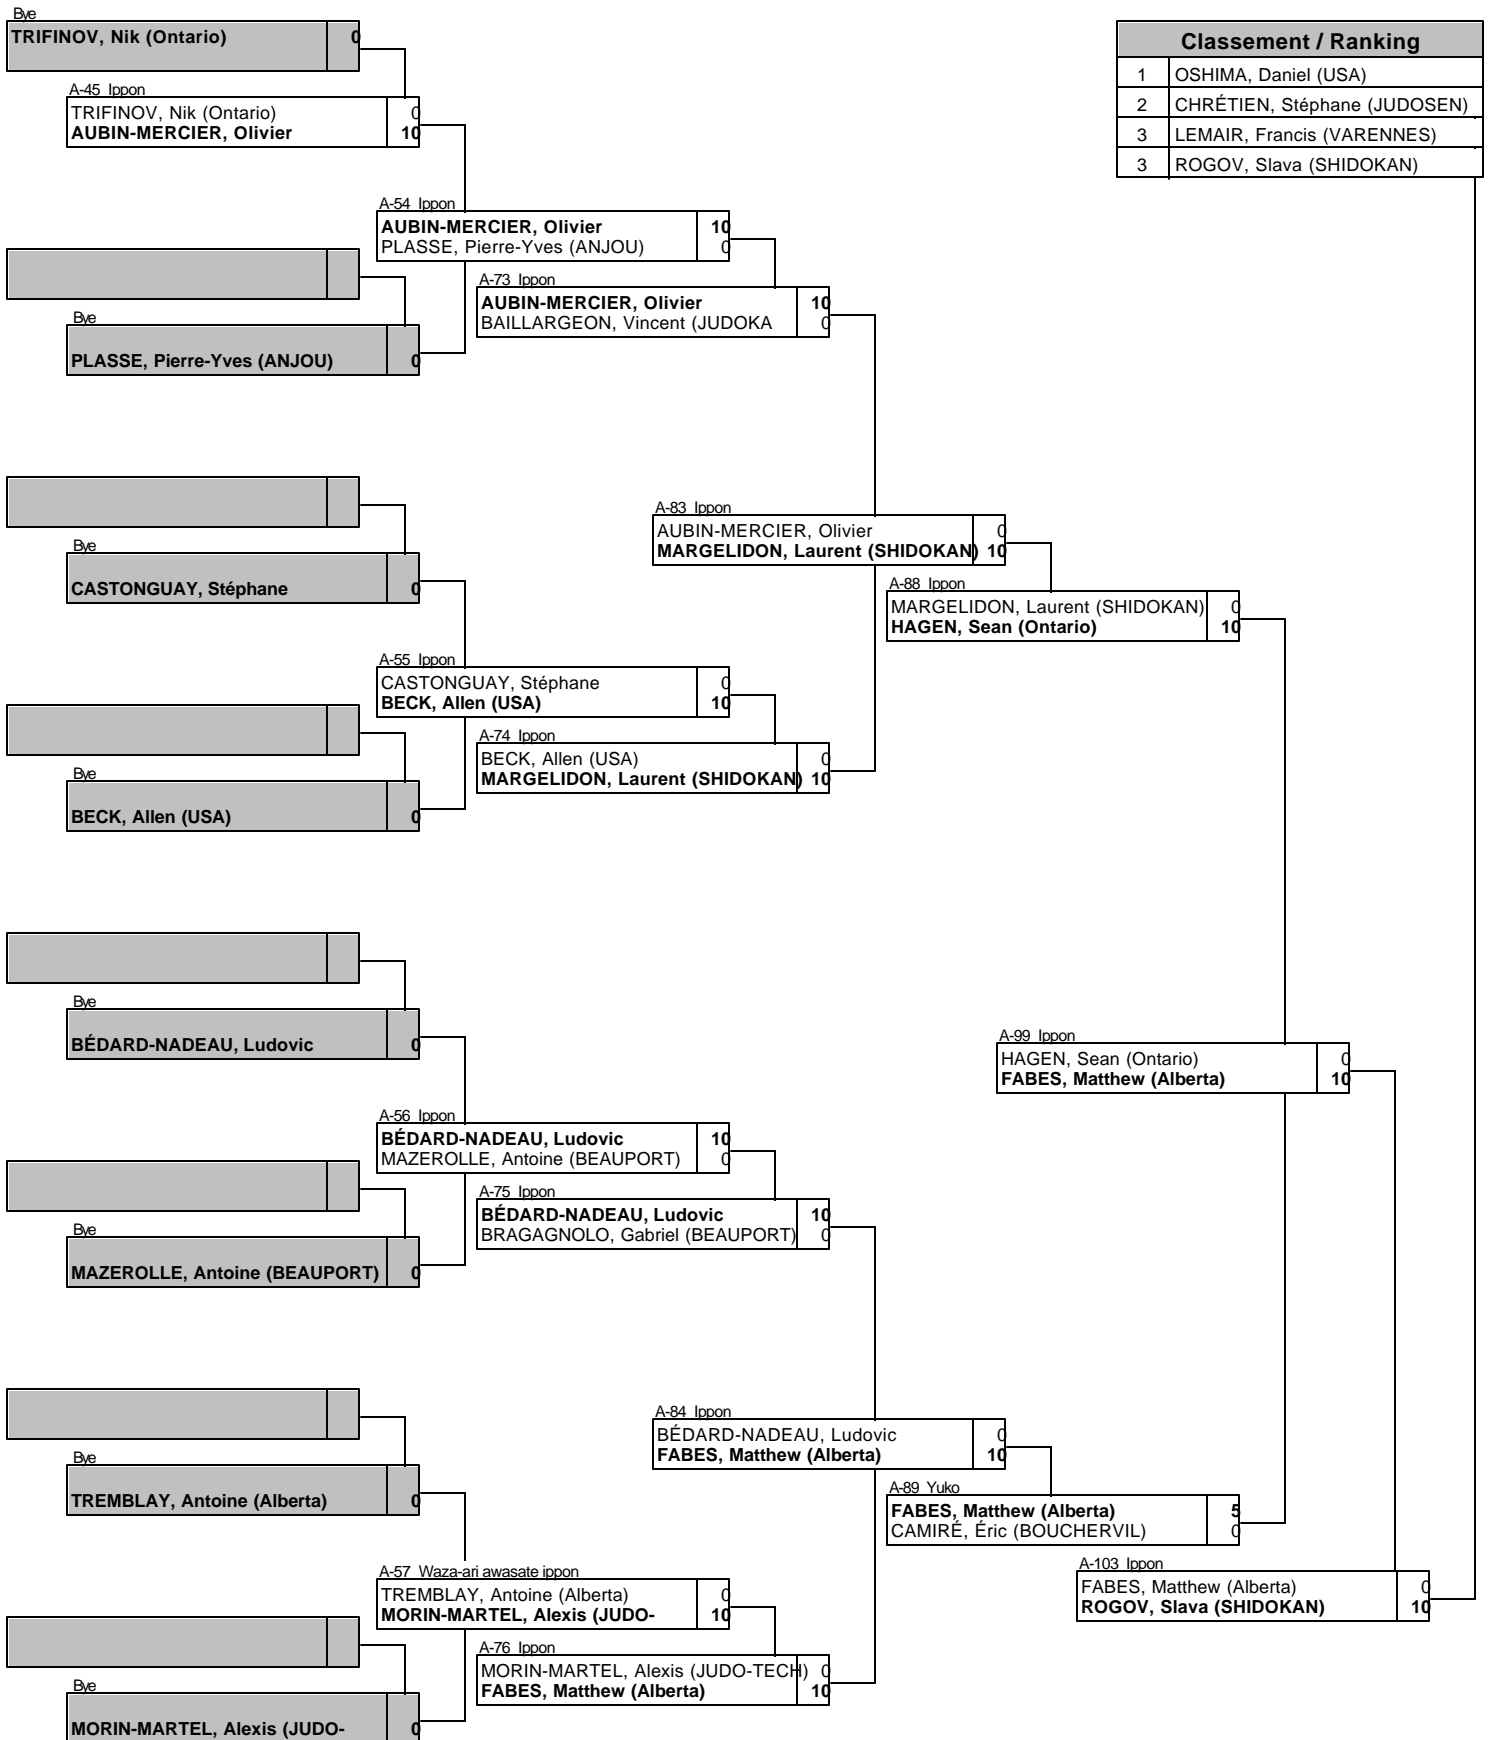 Bye
TRIFINOV, Nik (Ontario) 0
A-45 Ippon
TRIFINOV, Nik (Ontario) 0
AUBIN-MERCIER, Olivier 10
Classement / Ranking
1 OSHIMA, Daniel (USA)
2 CHRÉTIEN, Stéphane (JUDOSEN)
3 LEMAIR, Francis (VARENNES)
3 ROGOV, Slava (SHIDOKAN)
A-54 Ippon
AUBIN-MERCIER, Olivier 10
PLASSE, Pierre-Yves (ANJOU) 0
A-73 Ippon
AUBIN-MERCIER, Olivier 10
BAILLARGEON, Vincent (JUDOKA 0
Bye
PLASSE, Pierre-Yves (ANJOU) 0
A-83 Ippon
AUBIN-MERCIER, Olivier 0
MARGELIDON, Laurent (SHIDOKAN) 10
Bye
CASTONGUAY, Stéphane 0
A-88 Ippon
MARGELIDON, Laurent (SHIDOKAN) 0
HAGEN, Sean (Ontario) 10
A-55 Ippon
CASTONGUAY, Stéphane 0
BECK, Allen (USA) 10
A-74 Ippon
BECK, Allen (USA) 0
MARGELIDON, Laurent (SHIDOKAN) 10
Bye
BECK, Allen (USA) 0
Bye
BÉDARD-NADEAU, Ludovic 0
A-99 Ippon
HAGEN, Sean (Ontario) 0
FABES, Matthew (Alberta) 10
A-56 Ippon
BÉDARD-NADEAU, Ludovic 10
MAZEROLLE, Antoine (BEAUPORT) 0
A-75 Ippon
BÉDARD-NADEAU, Ludovic 10
BRAGAGNOLO, Gabriel (BEAUPORT) 0
Bye
MAZEROLLE, Antoine (BEAUPORT) 0
A-84 Ippon
BÉDARD-NADEAU, Ludovic 0
FABES, Matthew (Alberta) 10
Bye
TREMBLAY, Antoine (Alberta) 0
A-89 Yuko
FABES, Matthew (Alberta) 5
CAMIRÉ, Éric (BOUCHERVIL) 0
A-57 Waza-ari awasate ippon
TREMBLAY, Antoine (Alberta) 0
MORIN-MARTEL, Alexis (JUDO- 10
A-103 Ippon
FABES, Matthew (Alberta) 0
ROGOV, Slava (SHIDOKAN) 10
A-76 Ippon
MORIN-MARTEL, Alexis (JUDO-TECH) 0
FABES, Matthew (Alberta) 10
Bye
MORIN-MARTEL, Alexis (JUDO- 0